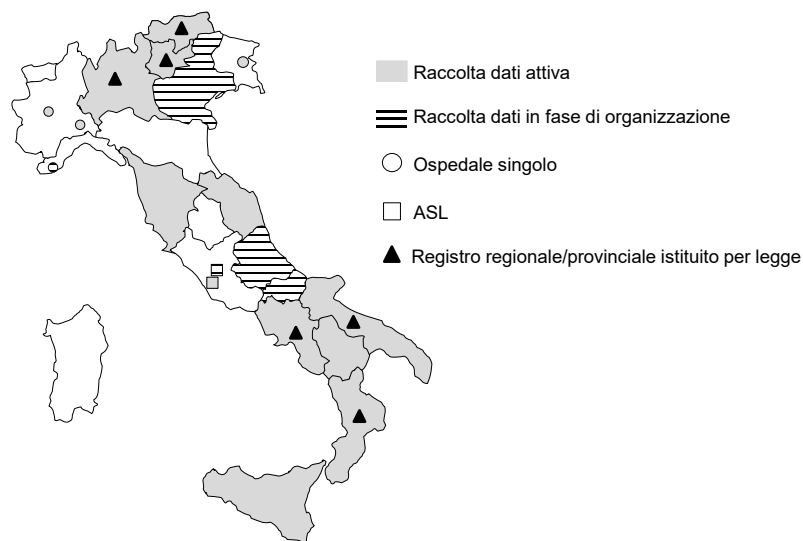 Raccolta dati attiva
Raccolta dati in fase di organizzazione
Ospedale singolo
ASL
Registro regionale/provinciale istituito per legge